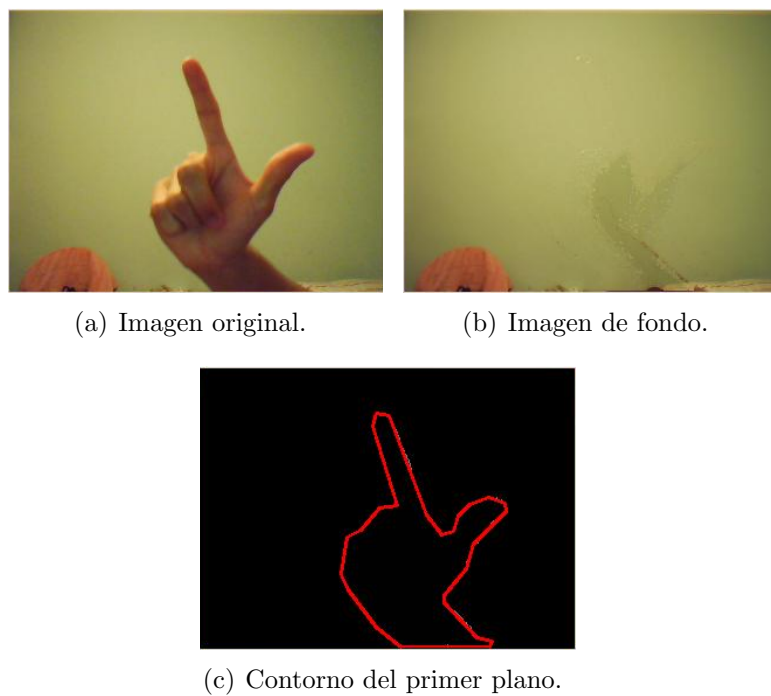 (a) Imagen original.
(b) Imagen de fondo.
(c) Contorno del primer plano.